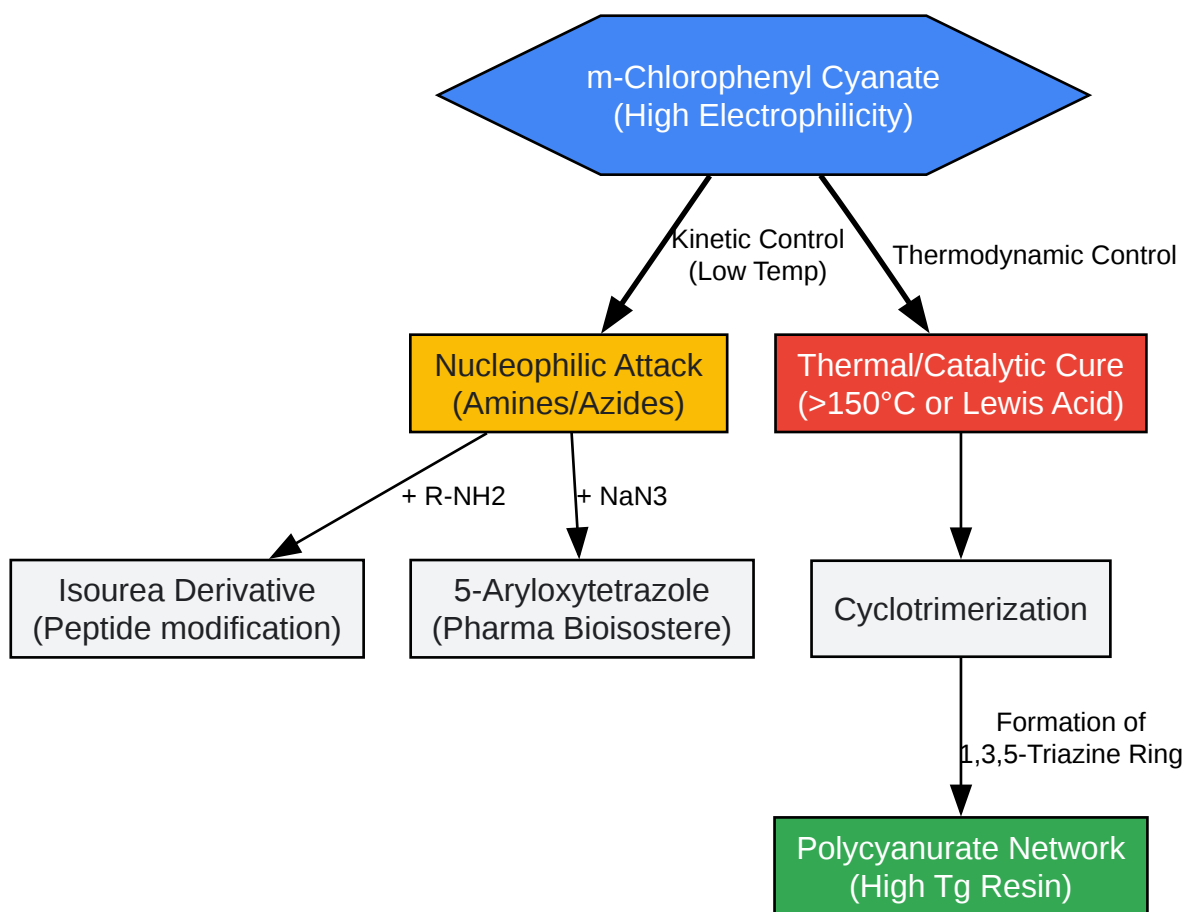 m-Chlorophenyl Cyanate
(High Electrophilicity)
Kinetic Control
(Low Temp)
Thermodynamic Control
Nucleophilic Attack
(Amines/Azides)
Thermal/Catalytic Cure
(>150°C or Lewis Acid)
+ R-NH2
+ NaN3
Isourea Derivative
(Peptide modification)
5-Aryloxytetrazole
(Pharma Bioisostere)
Cyclotrimerization
Formation of
1,3,5-Triazine Ring
Polycyanurate Network
(High Tg Resin)